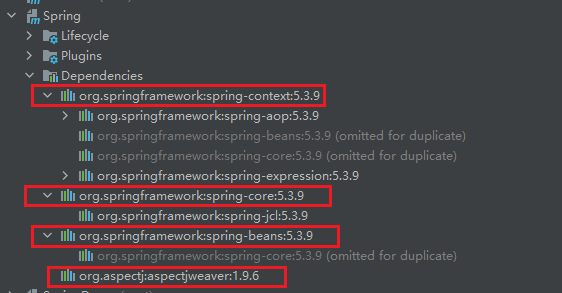 Spring
Lifecycle
Plugins
Dependencies
org.springframework:spring-context:5.3.9
org.springframework:spring-aop:5.3.9
org.springframework:spring-beans:5.3.9 (omitted for duplicate)
org.springframework:spring-core:5.3.9 (omitted for duplicate)
org.springframework:spring-expression:5.3.9
org.springframework:spring-core:5.3.9
org.springframework:spring-jcl:5.3.9
org.springframework:spring-beans:5.3.9
org.springframework:spring-core:5.3.9 (omitted for duplicate)
org.aspectj:aspectjweaver:1.9.6